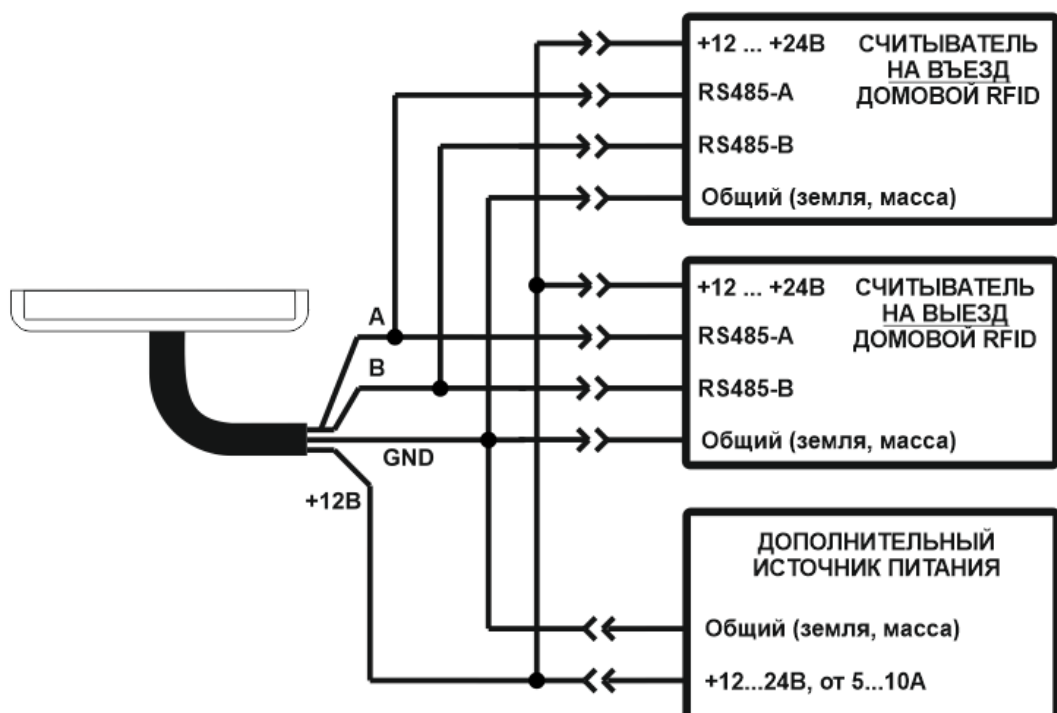 +12 ... +24В
СЧИТЫВАТЕЛЬ
НА ВЪЕЗД
ДОМОВОЙ RFID
RS485-A
RS485-B
Общий (земля, масса)
+12 ... +24В
СЧИТЫВАТЕЛЬ
НА ВЫЕЗД
ДОМОВОЙ RFID
RS485-A
RS485-B
Общий (земля, масса)
A
B
GND
+12В
ДОПОЛНИТЕЛЬНЫЙ
ИСТОЧНИК ПИТАНИЯ
Общий (земля, масса)
+12...24В, от 5...10А